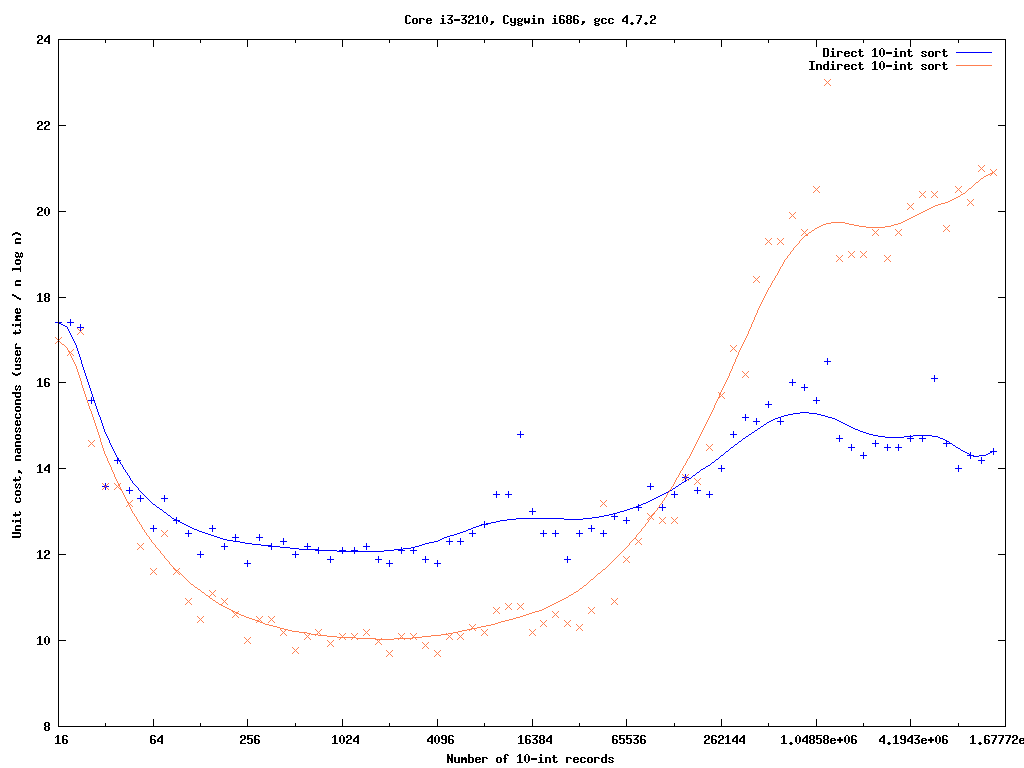 Core i3-3210, Cygwin i686, gcc 4.7.2
Direct 10-int sort
Indirect 10-int sort
Unit cost, nanoseconds (user time / n log n)
24
22
20
18
16
14
12
10
8
16 64 256 1024 4096 16384 65536 262144 1.04858e+06 4.1943e+06 1.67772e
Number of 10-int records